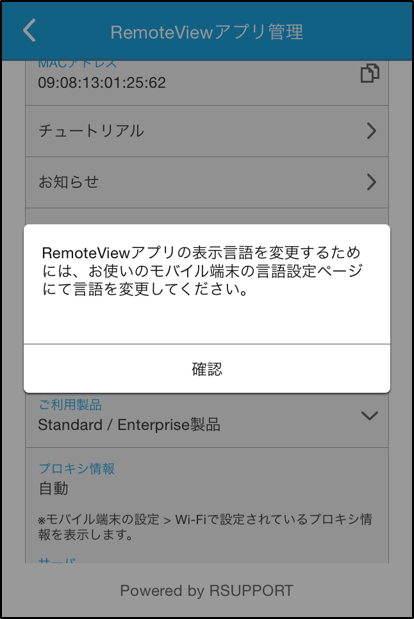 RemoteViewアプリ管理
MACアドレス
09:08:13:01:25:62
チュートリアル
お知らせ
RemoteViewアプリの表示言語を変更するため
には、お使いのモバイル端末の言語設定ページ
にて言語を変更してください。
確認
ご利用製品
Standard / Enterprise製品
プロキシ情報
自動
※モバイル端末の設定 > Wi-Fiで設定されているプロキシ情
報を表示します。
サーバ
Powered by RSUPPORT